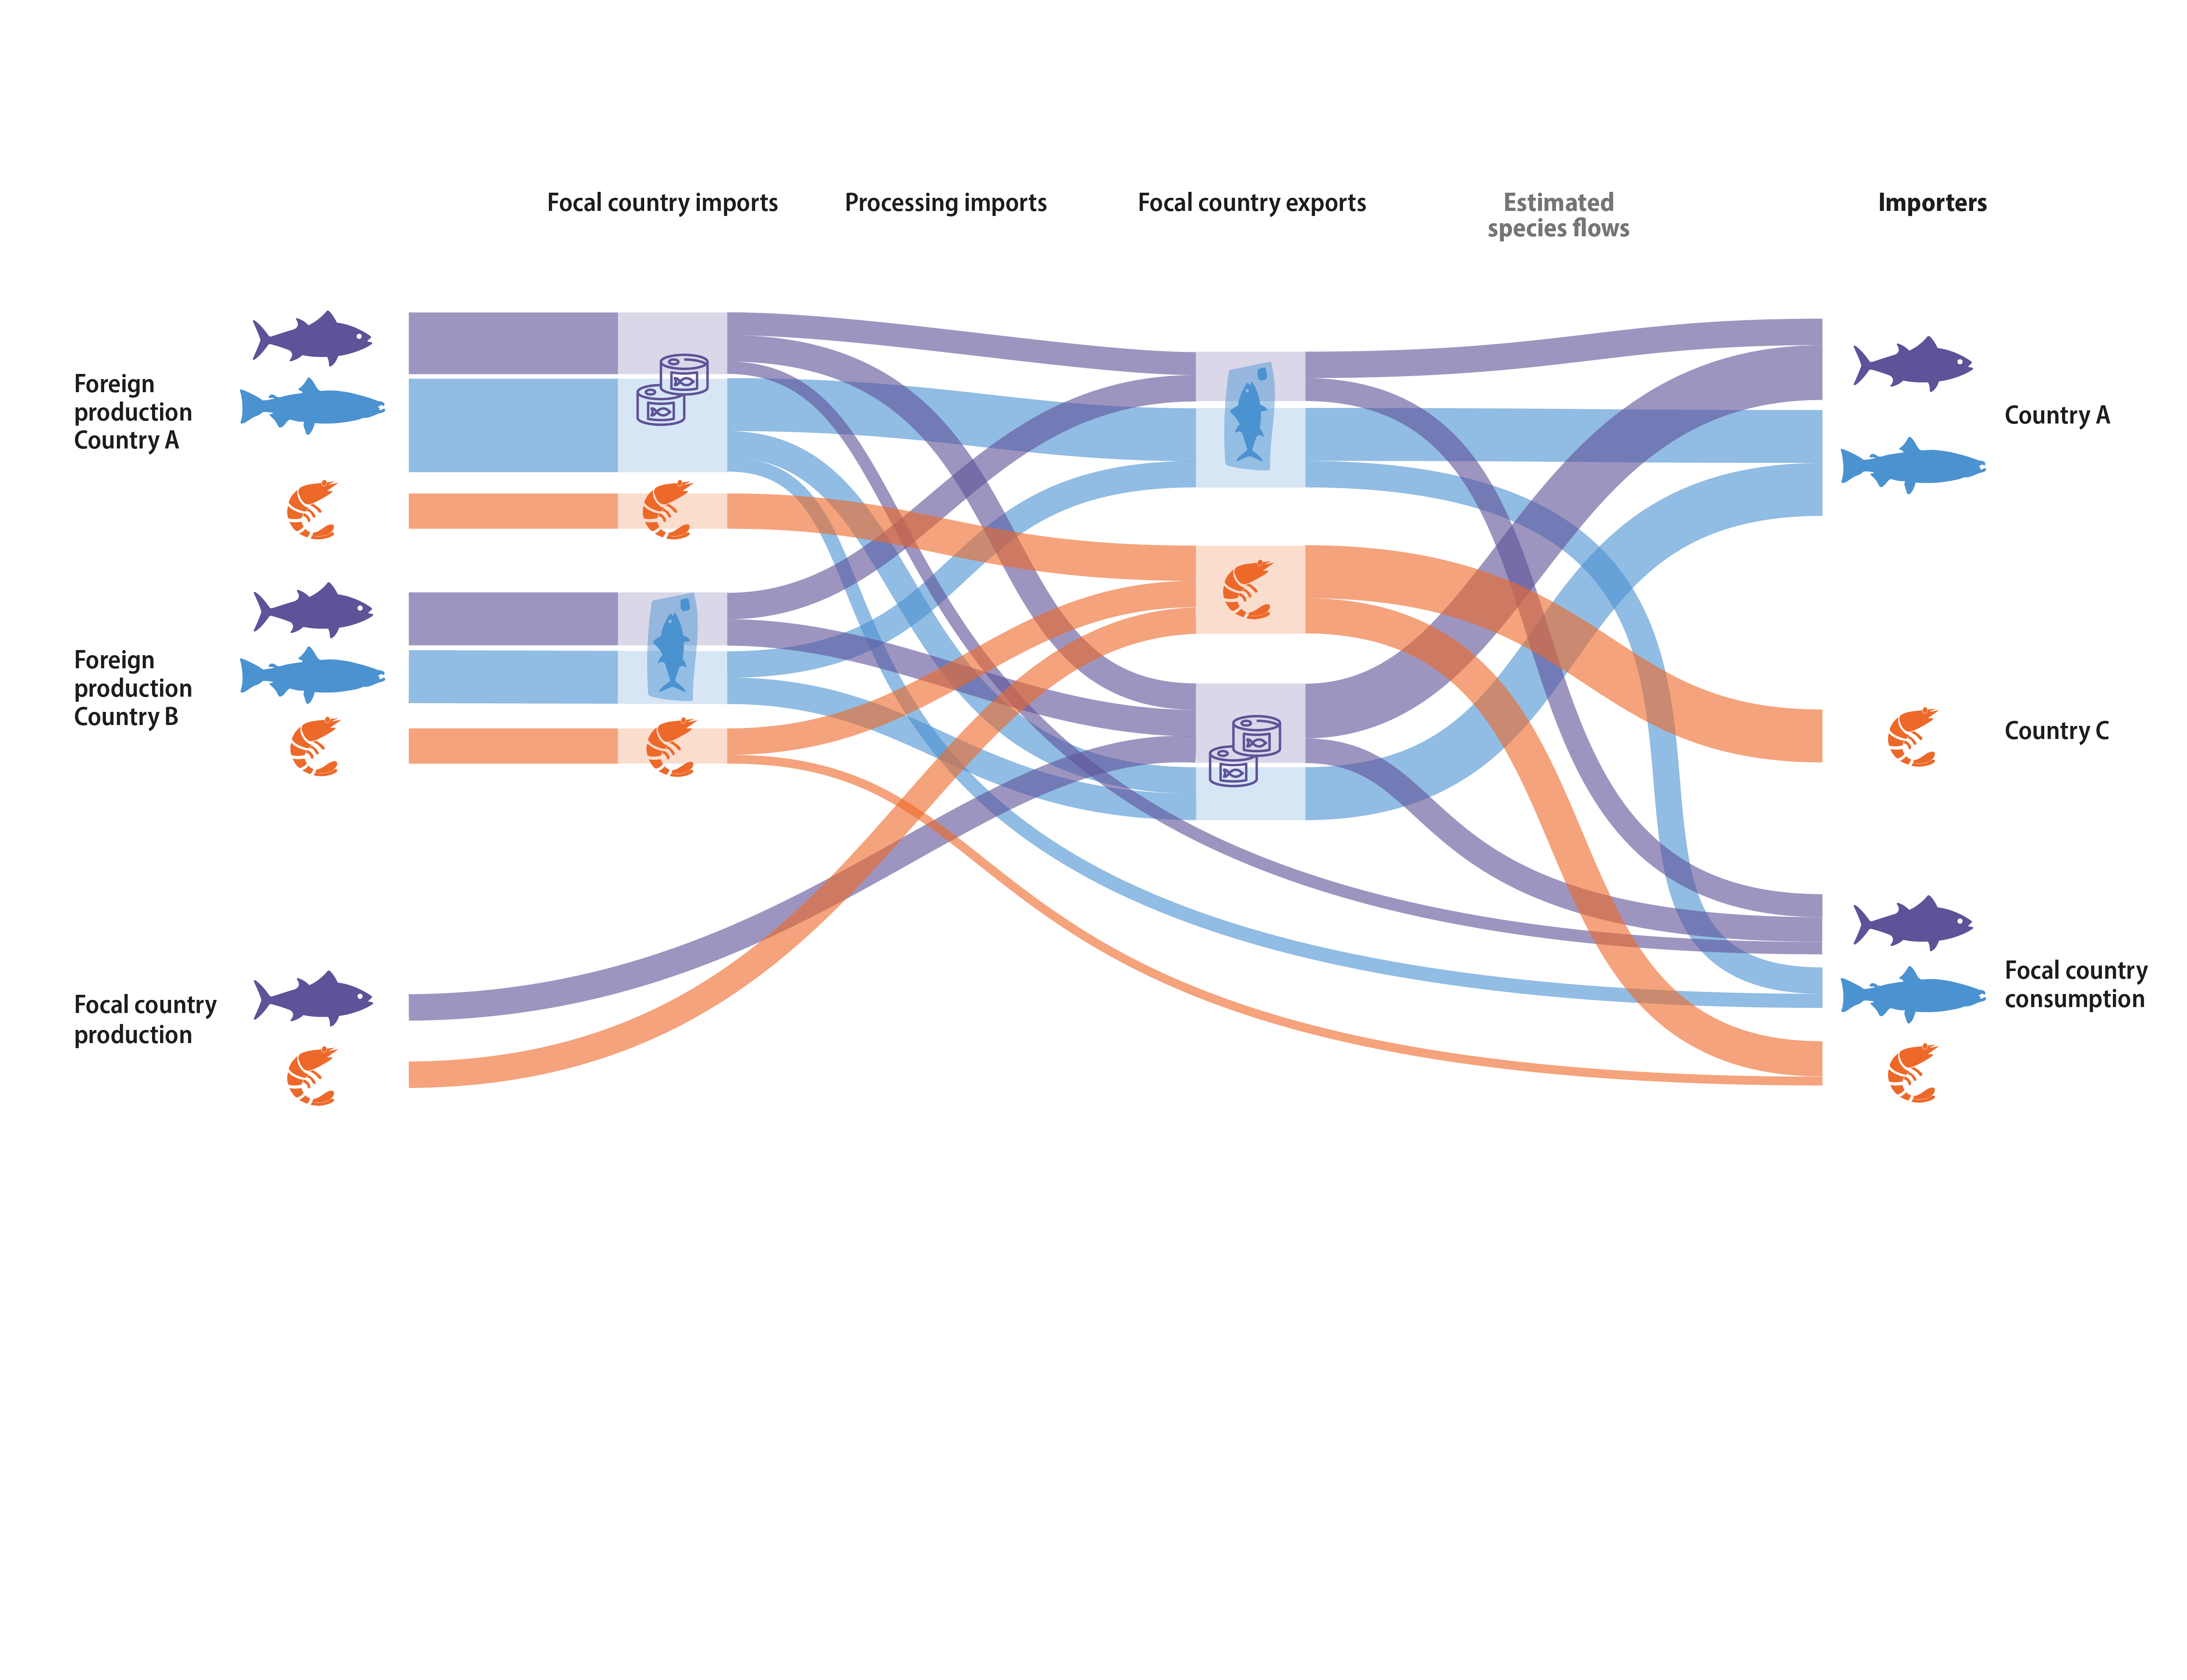 Focal country imports
Processing imports
Focal country exports
Estimated
species flows
Importers
Foreign
production
Country A
Country A
Foreign
production
Country B
Country C
Focal country
production
Focal country
consumption